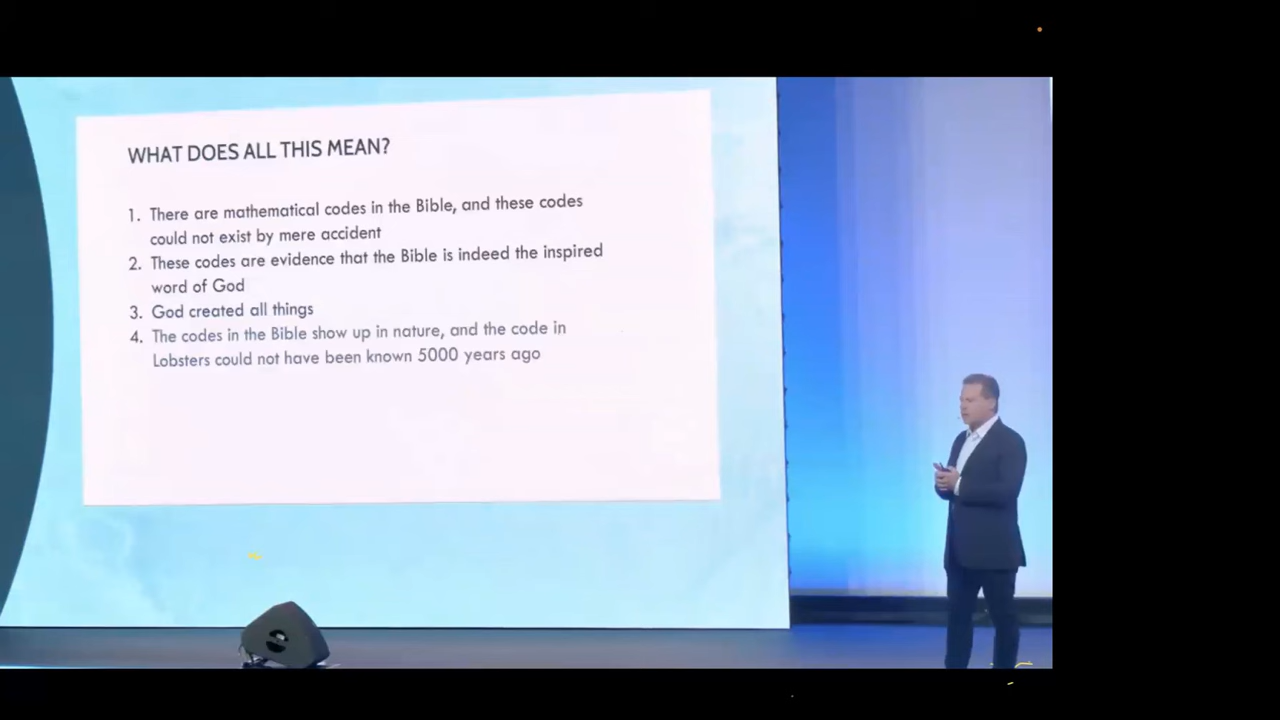 WHAT DOES ALL THIS MEAN?
1. There are mathematical codes in the Bible, and these codes
could not exist by mere accident
2. These codes are evidence that the Bible is indeed the inspired
word of God
3. God created all things
4. The codes in the Bible show up in nature, and the code in
Lobsters could not have been known 5000 years ago